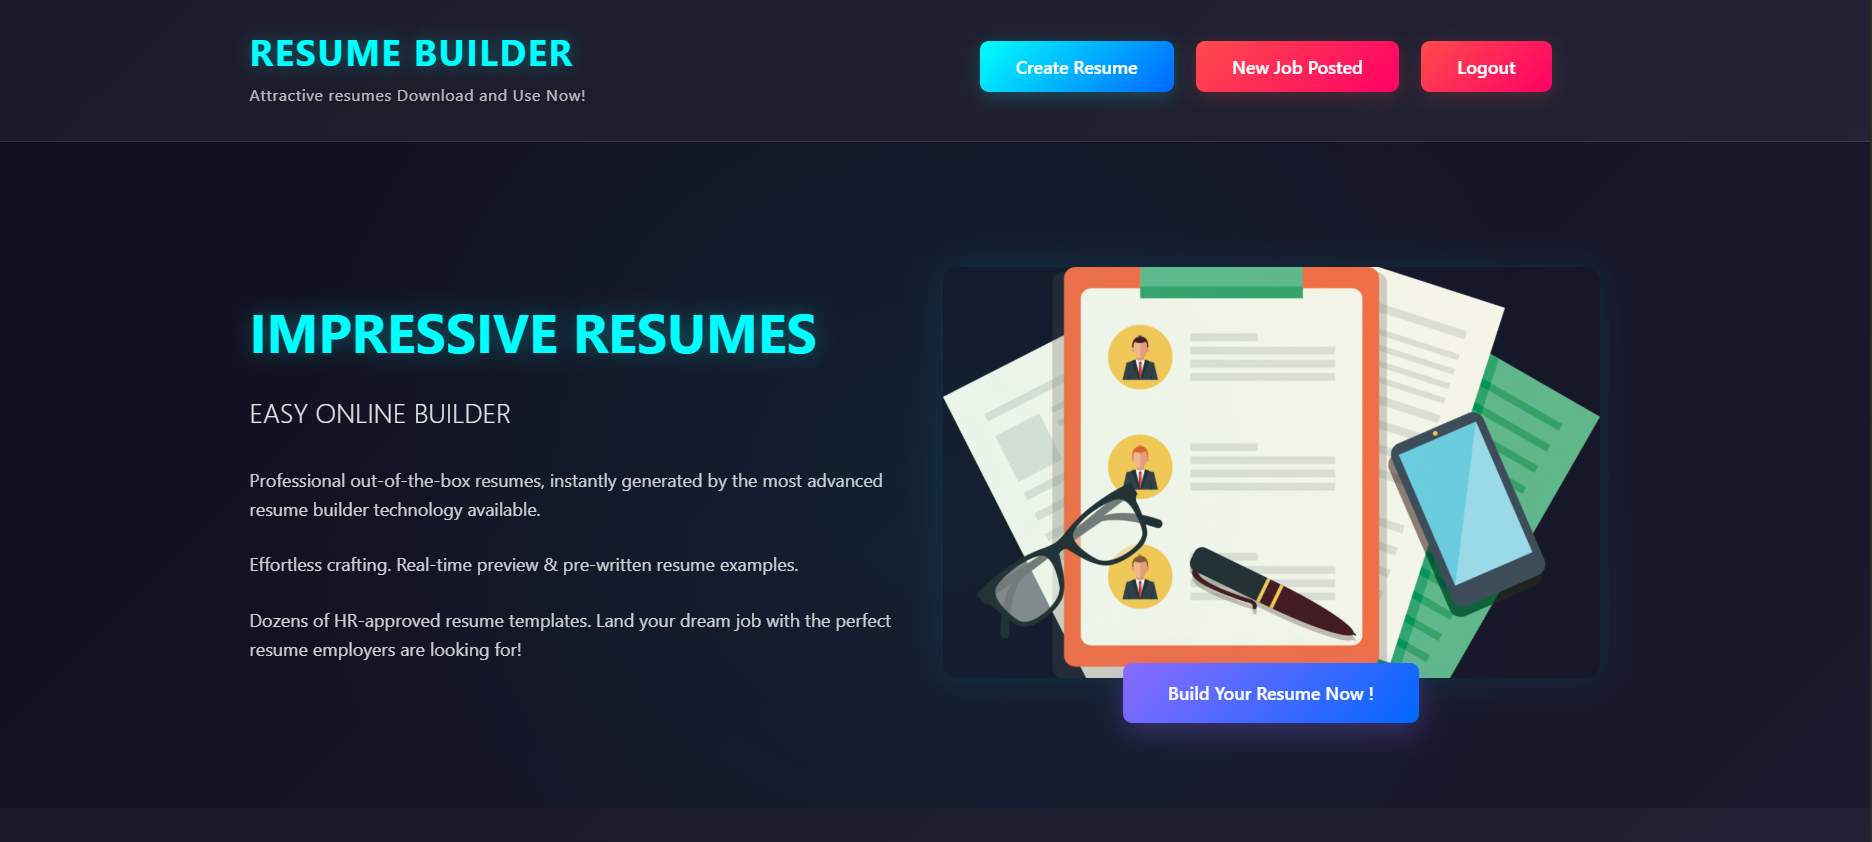 RESUME BUILDER
Attractive resumes Download and Use Now!
Create Resume
New Job Posted
Logout
IMPRESSIVE RESUMES
EASY ONLINE BUILDER
Professional out-of-the-box resumes, instantly generated by the most advanced
resume builder technology available.
Effortless crafting. Real-time preview & pre-written resume examples.
Dozens of HR-approved resume templates. Land your dream job with the perfect
resume employers are looking for!
Build Your Resume Now !